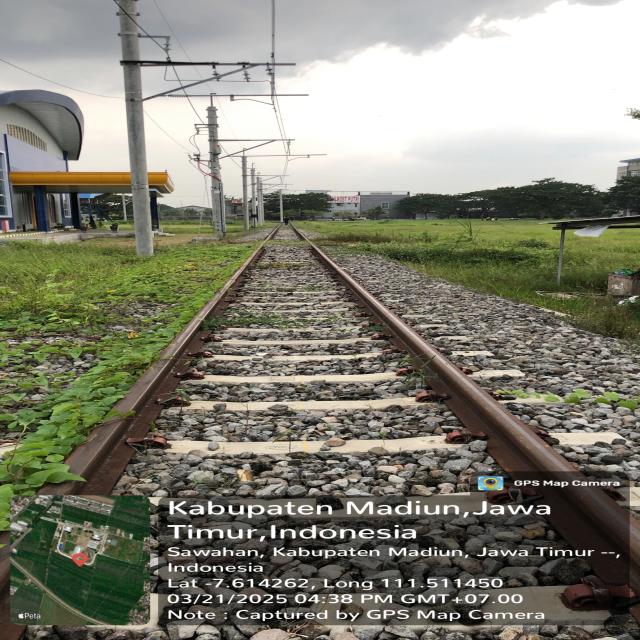 GPS Map Camera
Kabupaten Madiun,Jawa
Timur,Indonesia
Sawahan, Kabupaten Madiun, Jawa Timur --,
Indonesia
Lat -7.614262, Long 111.511450
03/21/2025 04:38 PM GMT+07.00
Note : Captured by GPS Map Camera
Peta